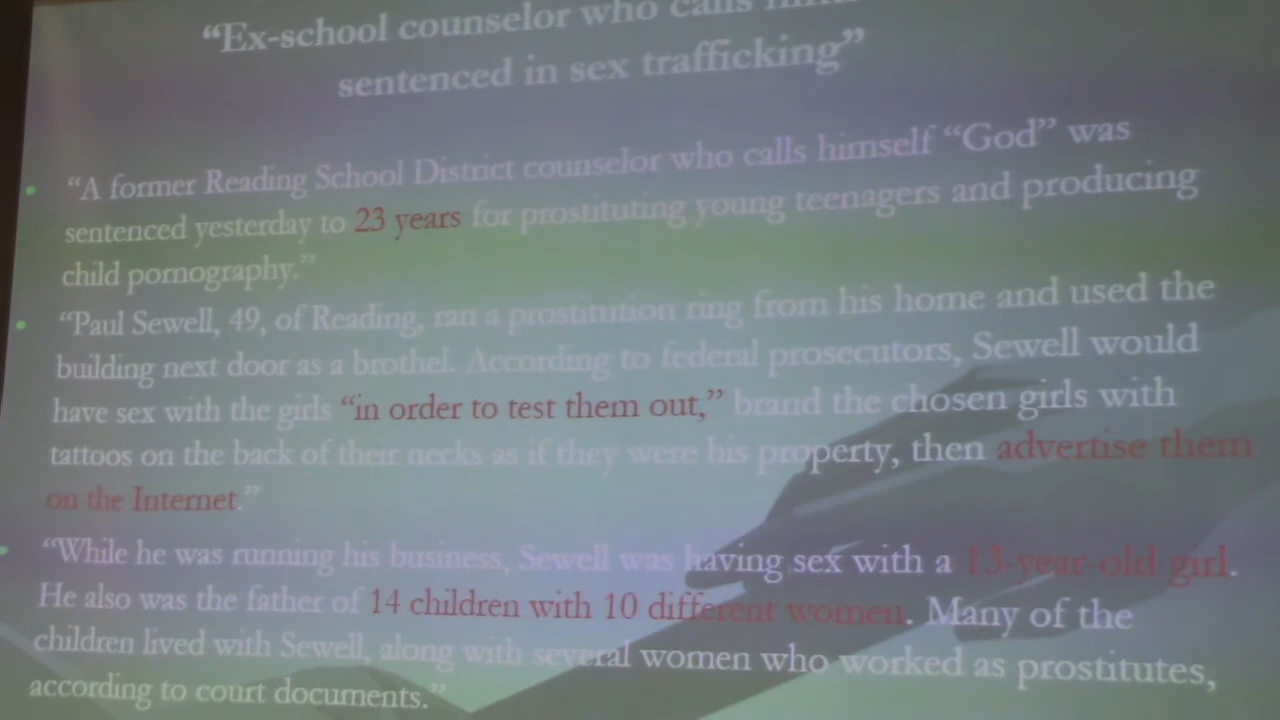 “Ex-school counselor who calls
sentenced in sex trafficking”
• “A former Reading School District counselor who calls himself “God” was
sentenced yesterday to 23 years for prostituting young teenagers and producing
child pornography.”
• “Paul Sewell, 49, of Reading, ran a prostitution ring from his home and used the
building next door as a brothel. According to federal prosecutors, Sewell would
have sex with the girls “in order to test them out,” brand the chosen girls with
tattoos on the back of their necks as if they were his property, then advertise them
on the Internet.”
• “While he was running his business, Sewell was having sex with a 13-year-old girl.
He also was the father of 14 children with 10 different women. Many of the
children lived with Sewell, along with several women who worked as prostitutes,
according to court documents.”